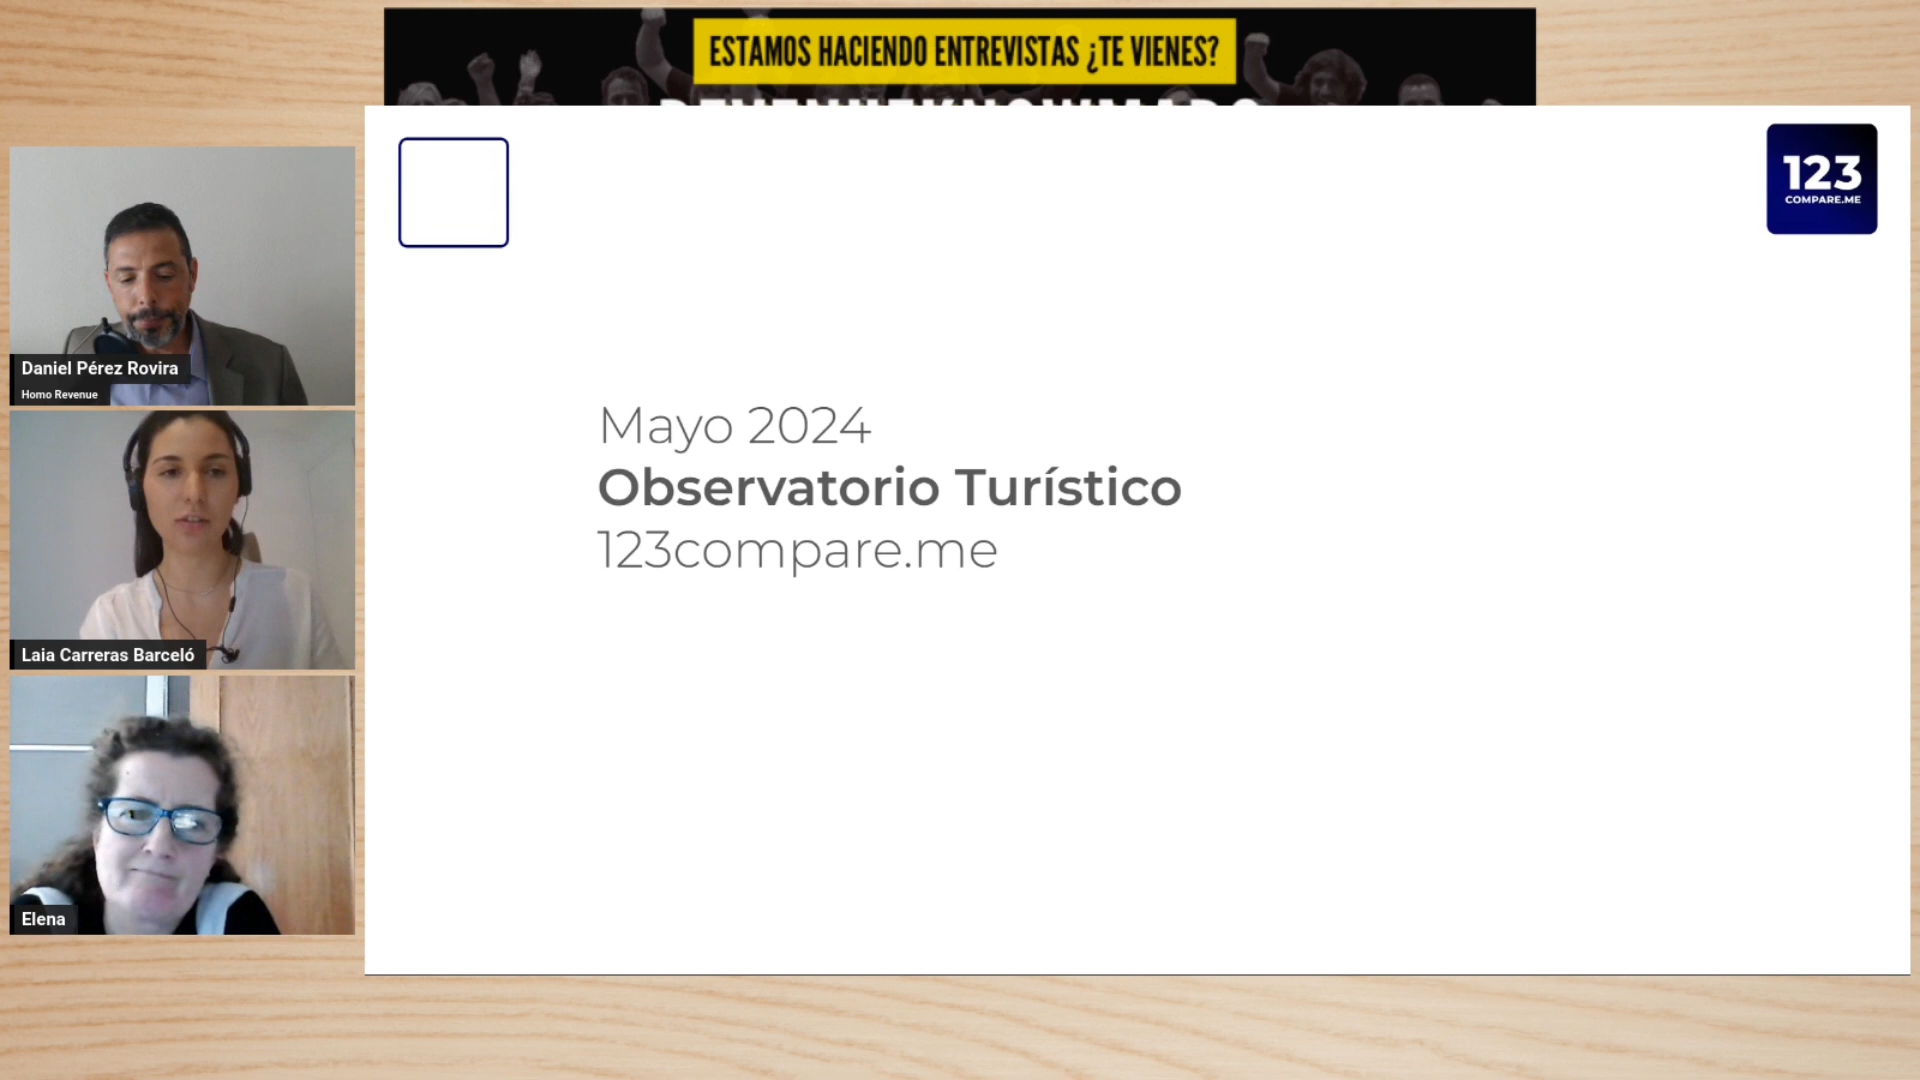 ESTAMOS HACIENDO ENTREVISTAS ¿TE VIENES?
123
COMPARE.ME
Daniel Pérez Rovira
Homo Revenue
Mayo 2024
Observatorio Turístico
123compare.me
Laia Carreras Barceló
Elena